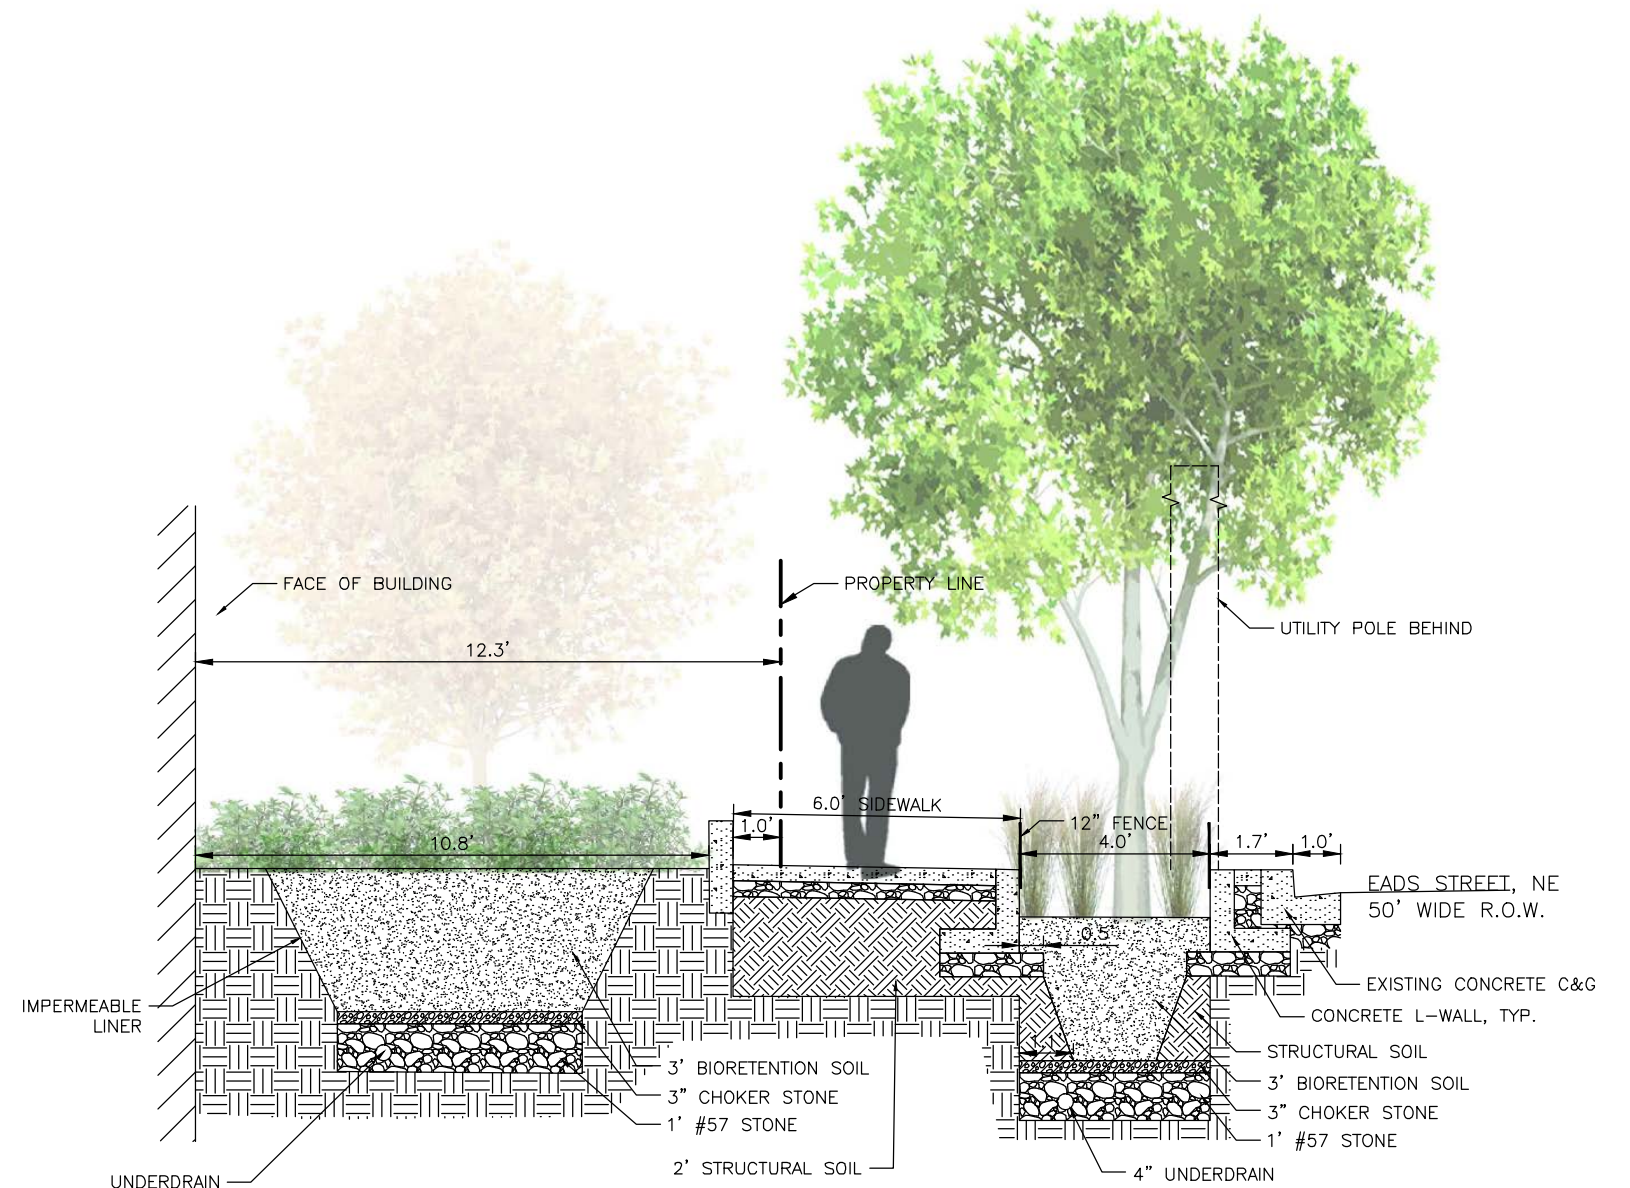 FACE OF BUILDING
PROPERTY LINE
UTILITY POLE BEHIND
12.3'
6.0' SIDEWALK
1.0'
12" FENCE
10.8'
4.0'
1.7'
1.0'
EADS STREET, NE
50' WIDE R.O.W.
0.5'
EXISTING CONCRETE C&G
IMPERMEABLE
LINER
CONCRETE L-WALL, TYP.
STRUCTURAL SOIL
3' BIORETENTION SOIL
3" CHOKER STONE
1' #57 STONE
3' BIORETENTION SOIL
3" CHOKER STONE
1' #57 STONE
2' STRUCTURAL SOIL
4" UNDERDRAIN
UNDERDRAIN